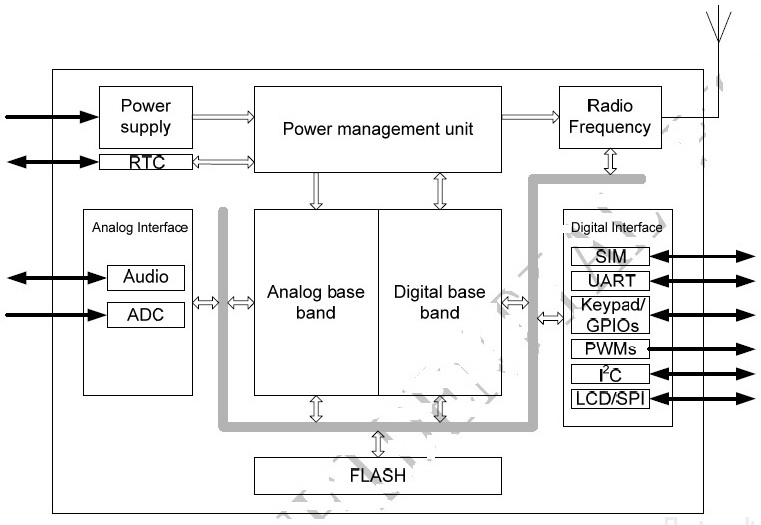 Power
supply
Power management unit
Radio
Frequency
RTC
Analog Interface
Audio
ADC
Analog base
band
Digital base
band
Digital Interface
SIM
UART
Keypad/
GPIOs
PWMs
I²C
LCD/SPI
FLASH